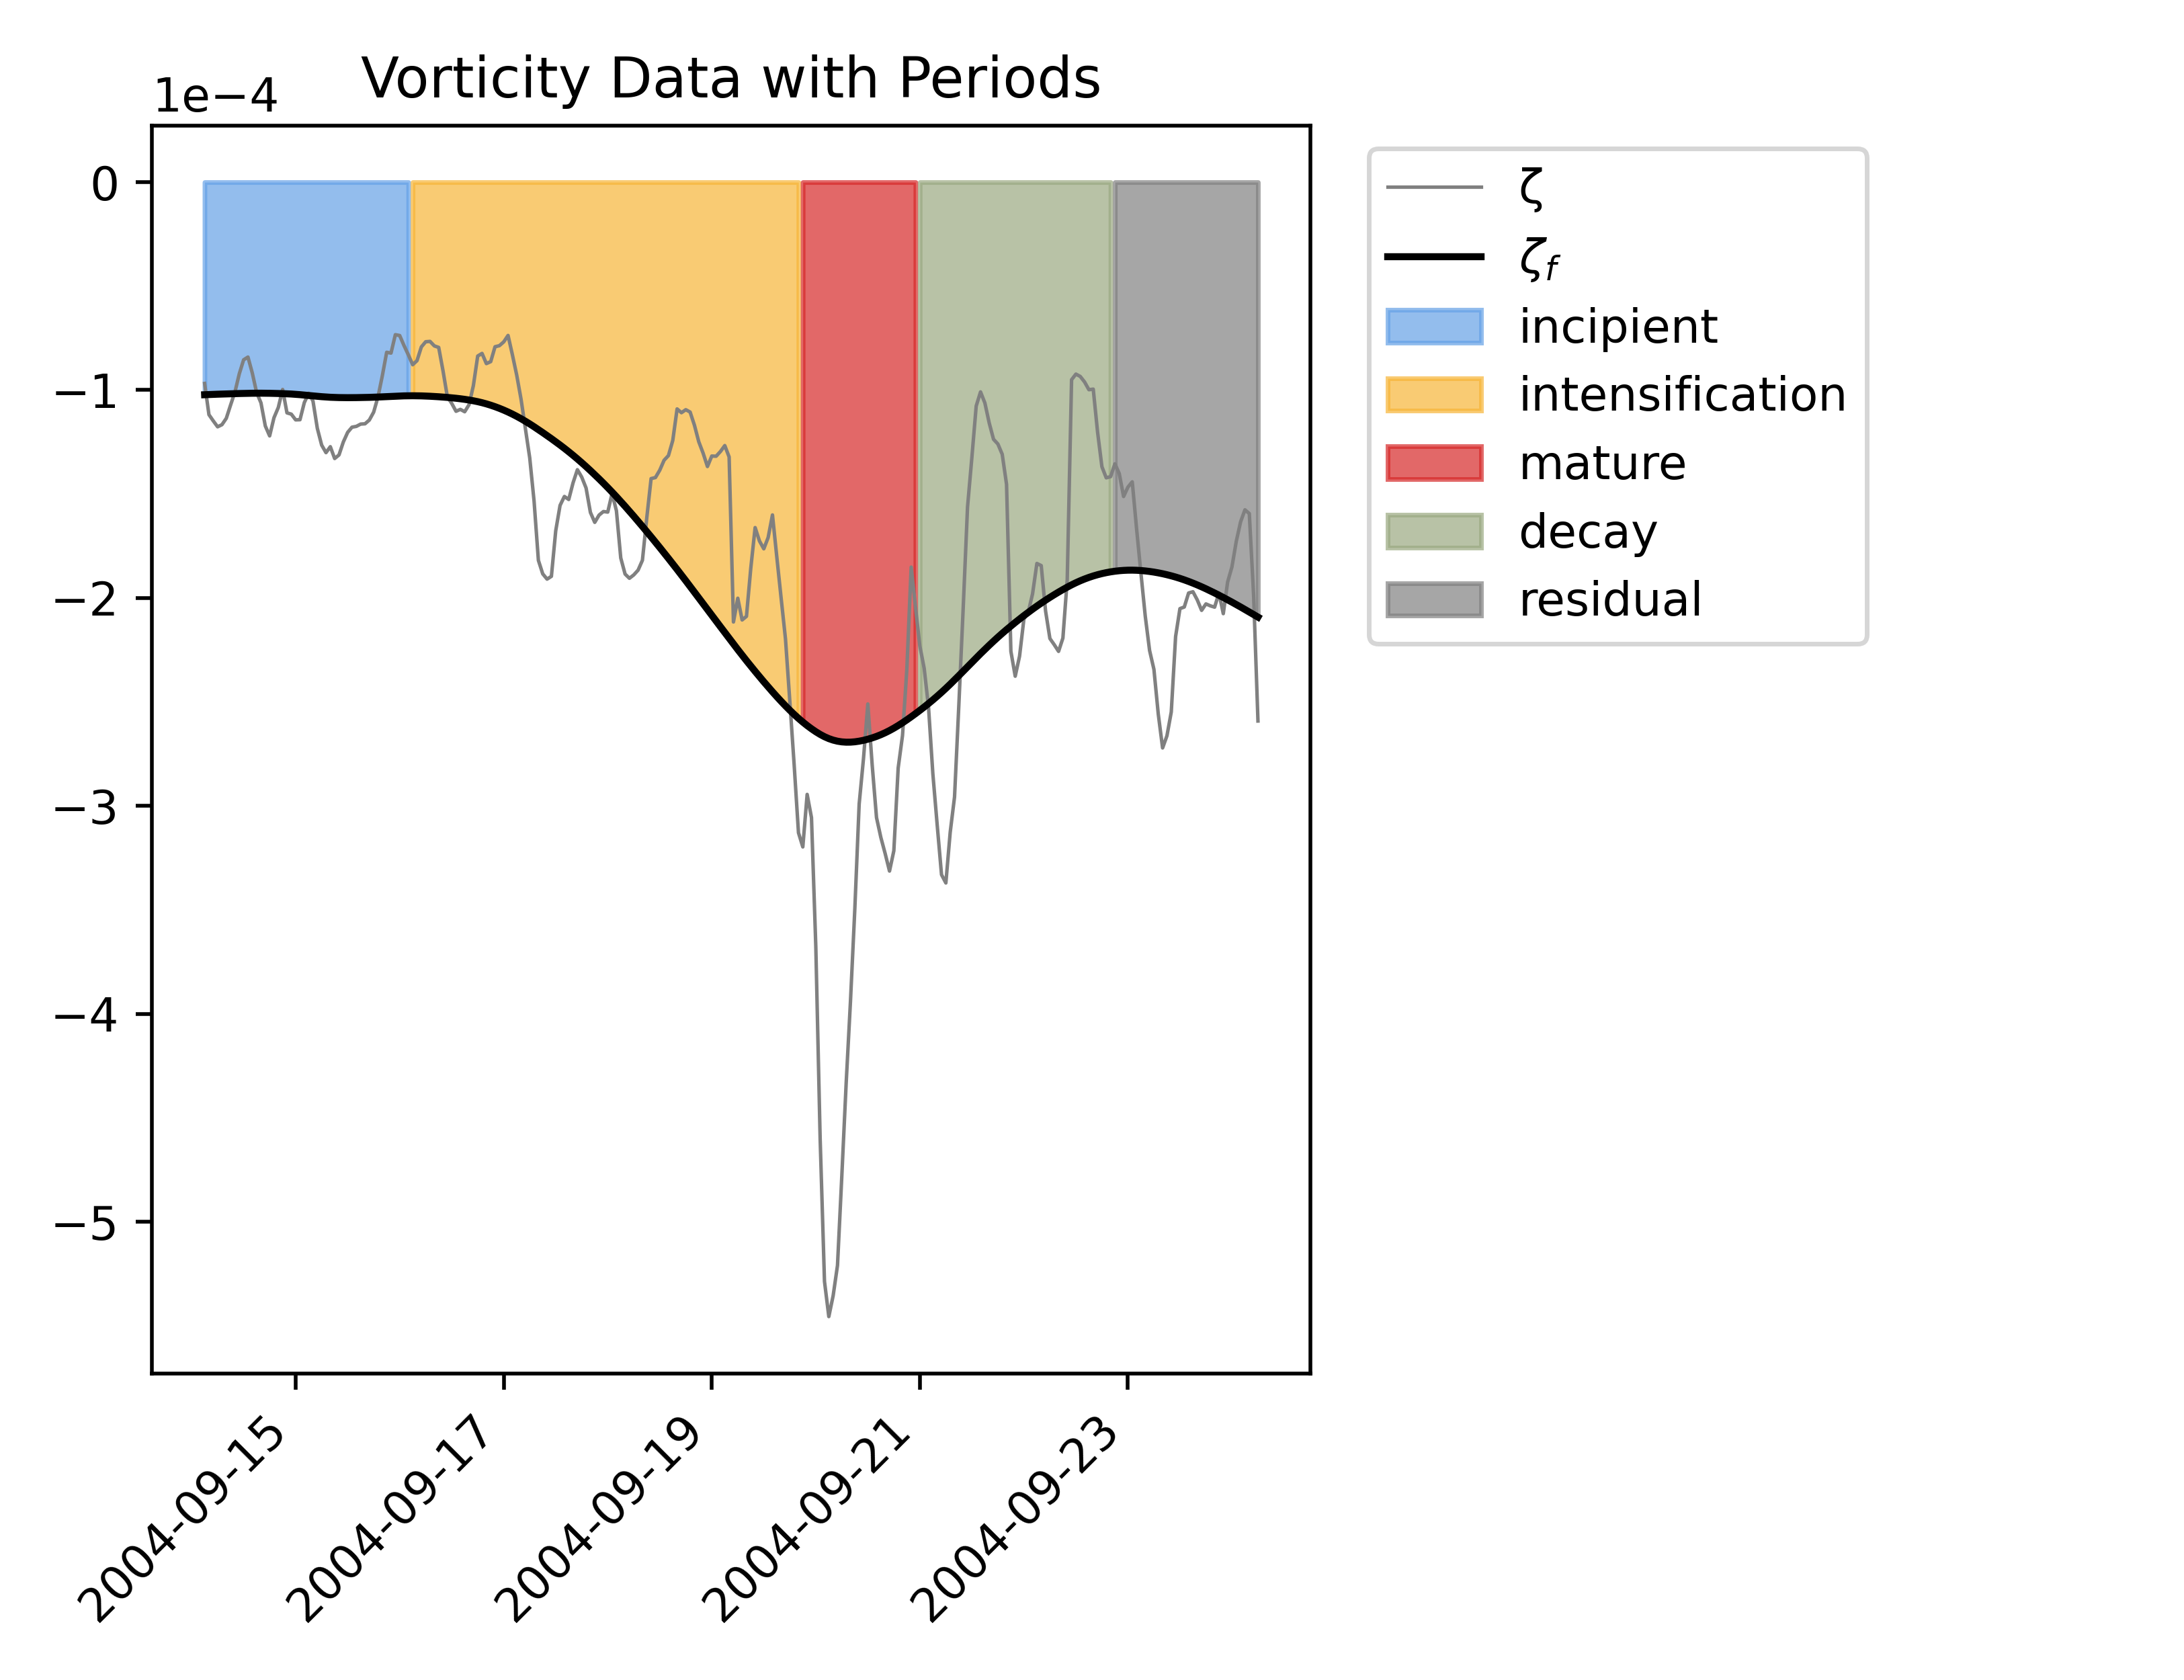 Vorticity Data with Periods
1e−4
0
−1
−2
−3
−4
−5
2004-09-15
2004-09-17
2004-09-19
2004-09-21
2004-09-23
ζ
ζf
incipient
intensification
mature
decay
residual